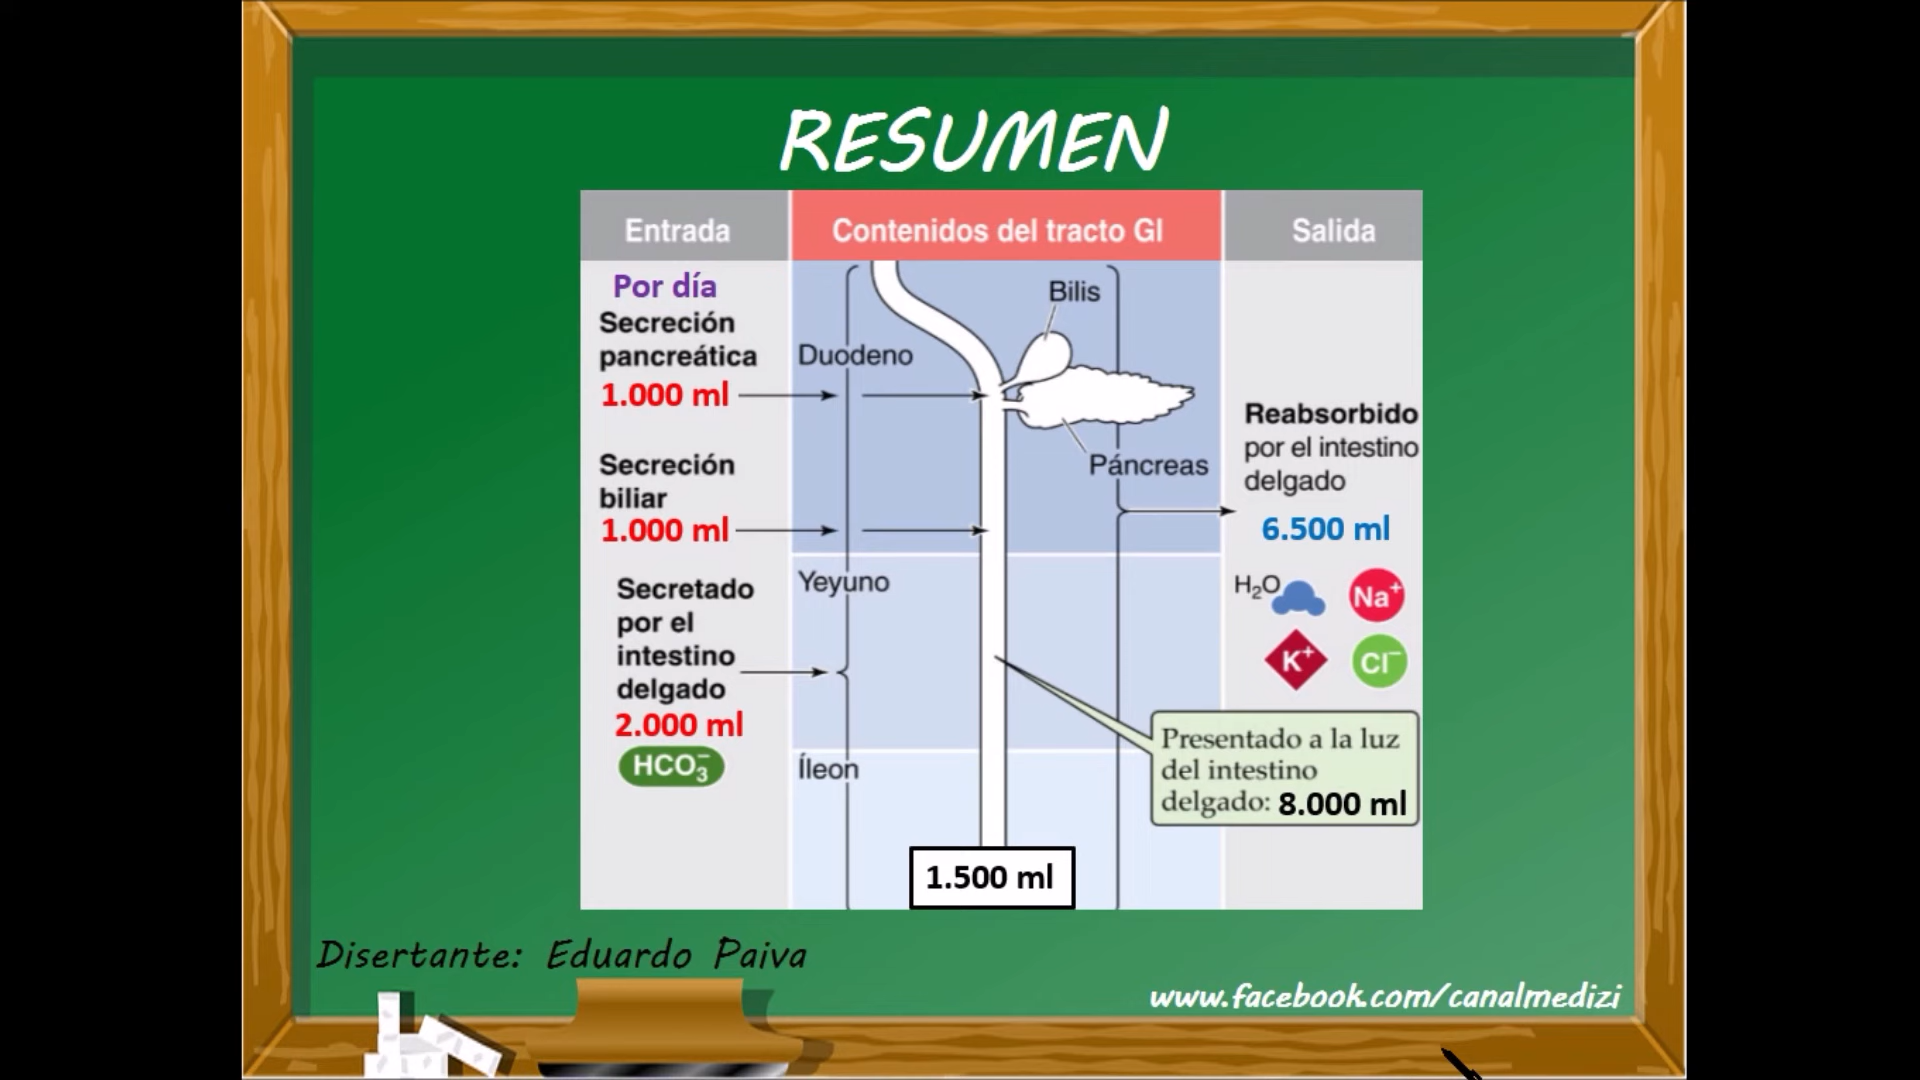 RESUMEN
Entrada
Contenidos del tracto GI
Salida
Por día
Secreción
pancreática
1.000 ml
Secreción
biliar
1.000 ml
Secretado
por el
intestino
delgado
2.000 ml
HCO₃⁻
Duodeno
Bilis
Páncreas
Yeyuno
Íleon
1.500 ml
Reabsorbido
por el intestino
delgado
6.500 ml
H₂O
Na⁺
K⁺
Cl⁻
Presentado a la luz
del intestino
delgado: 8.000 ml
Disertante: Eduardo Paiva
www.facebook.com/canalmedizi